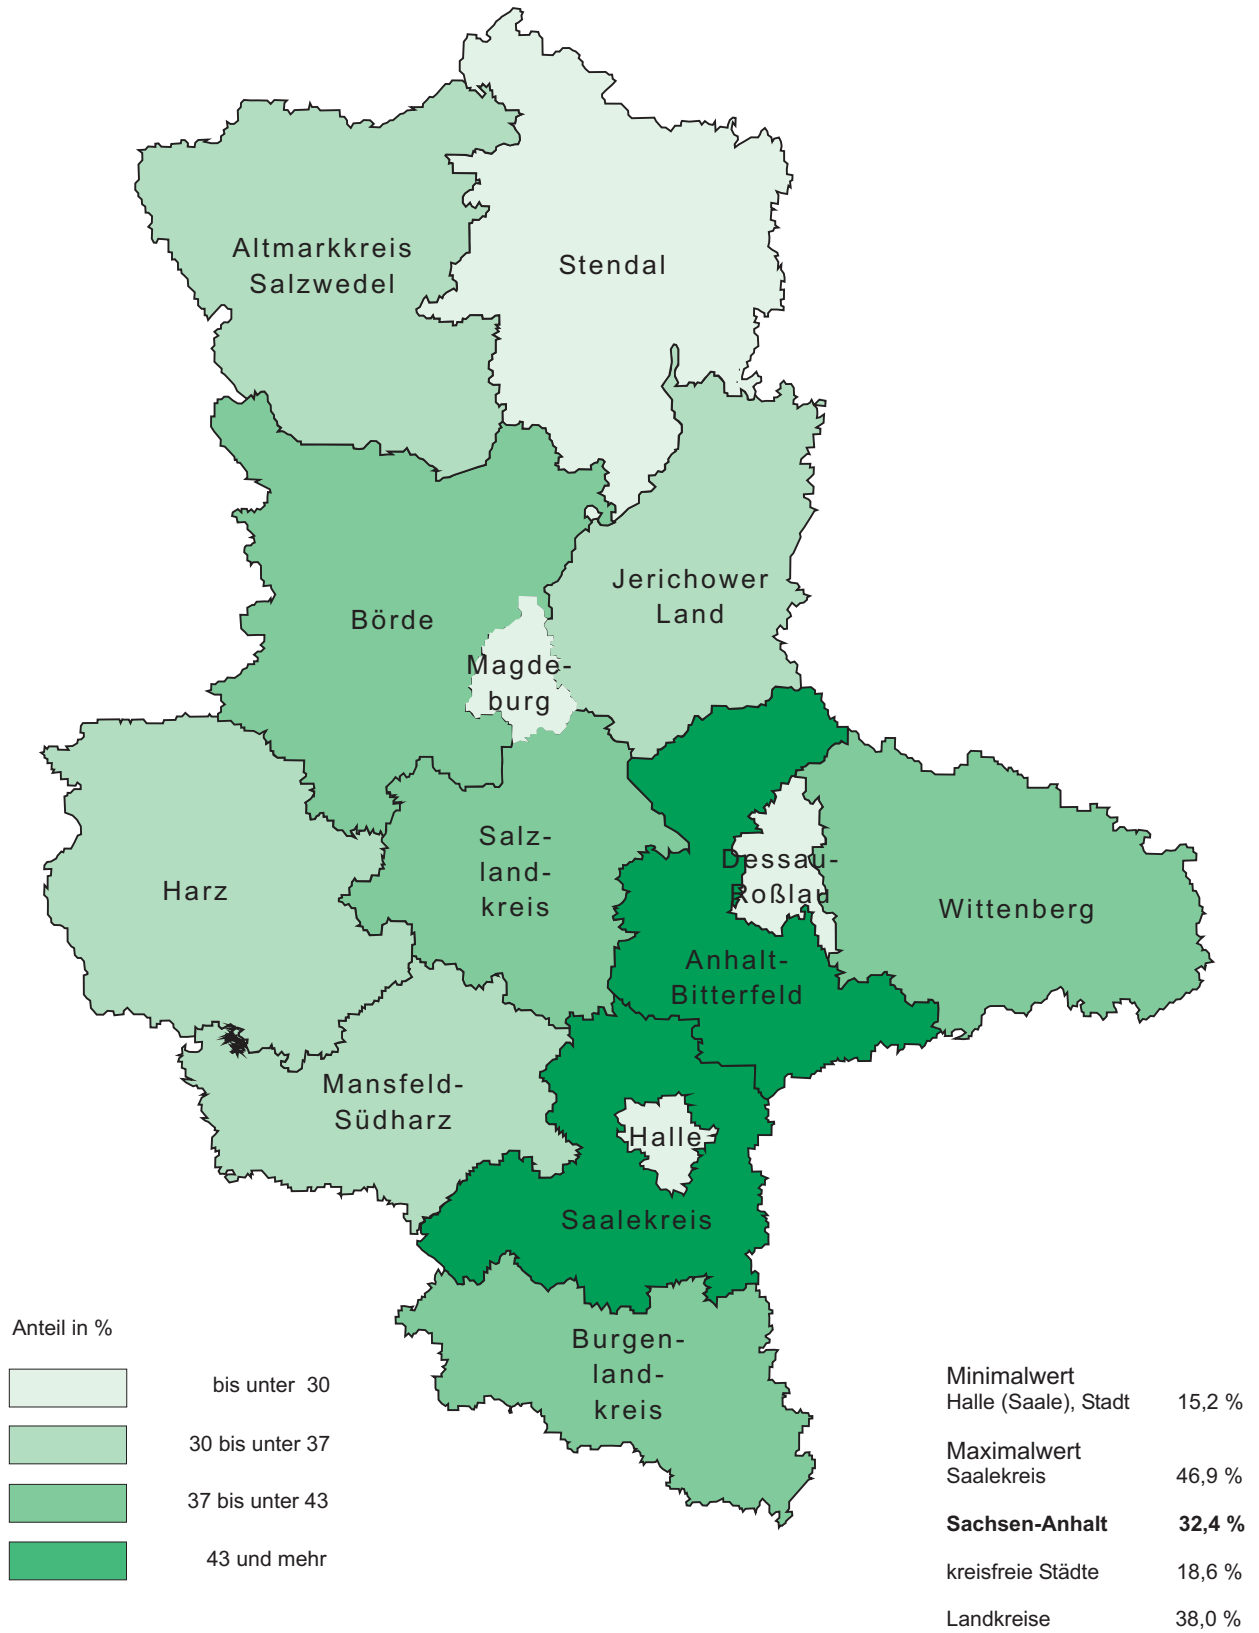 Altmarkkreis
Salzwedel
Stendal
Jerichower
Land
Börde
Magde-
burg
Salz-
land-
kreis
Harz
Dessau-
Roßlau
Wittenberg
Anhalt-
Bitterfeld
Mansfeld-
Südharz
Halle
Saalekreis
Burgen-
land-
kreis
Anteil in %
bis unter 30
30 bis unter 37
37 bis unter 43
43 und mehr
Minimalwert
Halle (Saale), Stadt 15,2 %
Maximalwert
Saalekreis 46,9 %
Sachsen-Anhalt 32,4 %
kreisfreie Städte 18,6 %
Landkreise 38,0 %